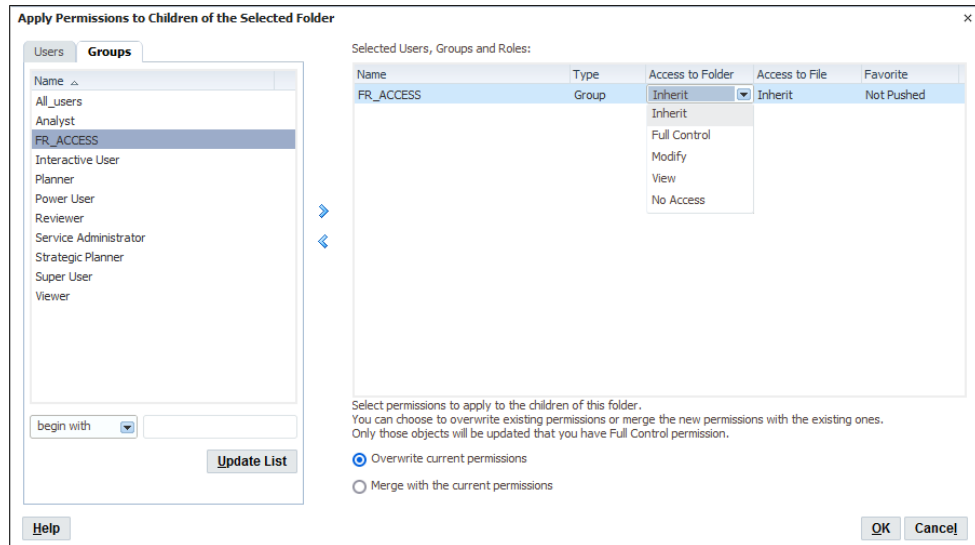 Apply Permissions to Children of the Selected Folder
Users Groups
Name
All_users
Analyst
FR_ACCESS
Interactive User
Planner
Power User
Reviewer
Service Administrator
Strategic Planner
Super User
Viewer
begin with
Update List
Selected Users, Groups and Roles:
Name Type Access to Folder Access to File Favorite
FR_ACCESS Group Inherit Inherit Not Pushed
Inherit
Full Control
Modify
View
No Access
Select permissions to apply to the children of this folder.
You can choose to overwrite existing permissions or merge the new permissions with the existing ones.
Only those objects will be updated that you have Full Control permission.
Overwrite current permissions
Merge with the current permissions
Help OK Cancel